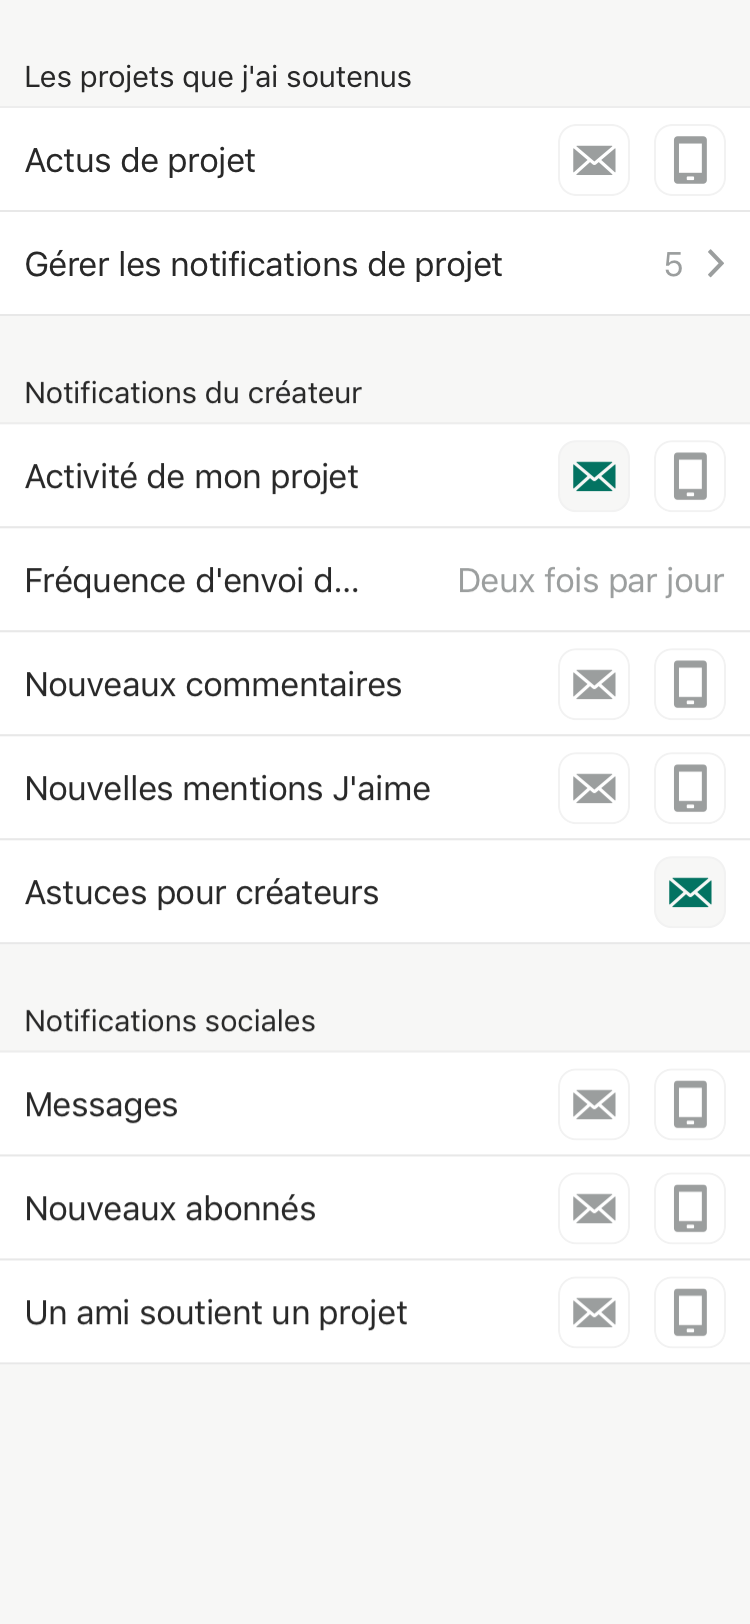 Les projets que j'ai soutenus
Actus de projet
Gérer les notifications de projet 5
Notifications du créateur
Activité de mon projet
Fréquence d'envoi d... Deux fois par jour
Nouveaux commentaires
Nouvelles mentions J'aime
Astuces pour créateurs
Notifications sociales
Messages
Nouveaux abonnés
Un ami soutient un projet